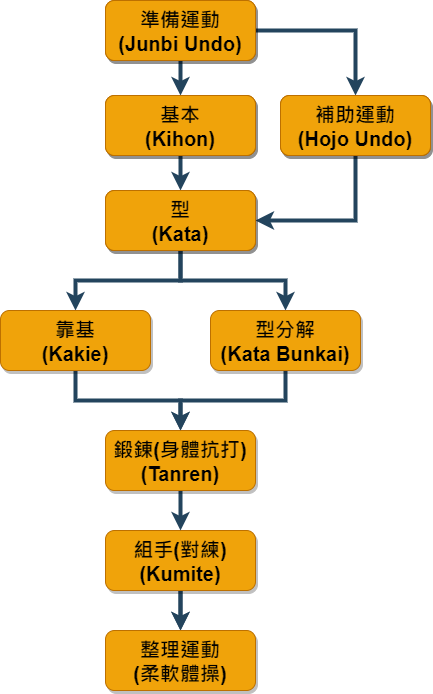 準備運動
(Junbi Undo)
基本
(Kihon)
補助運動
(Hojo Undo)
型
(Kata)
靠基
(Kakie)
型分解
(Kata Bunkai)
鍛鍊(身體抗打)
(Tanren)
組手(對練)
(Kumite)
整理運動
(柔軟體操)